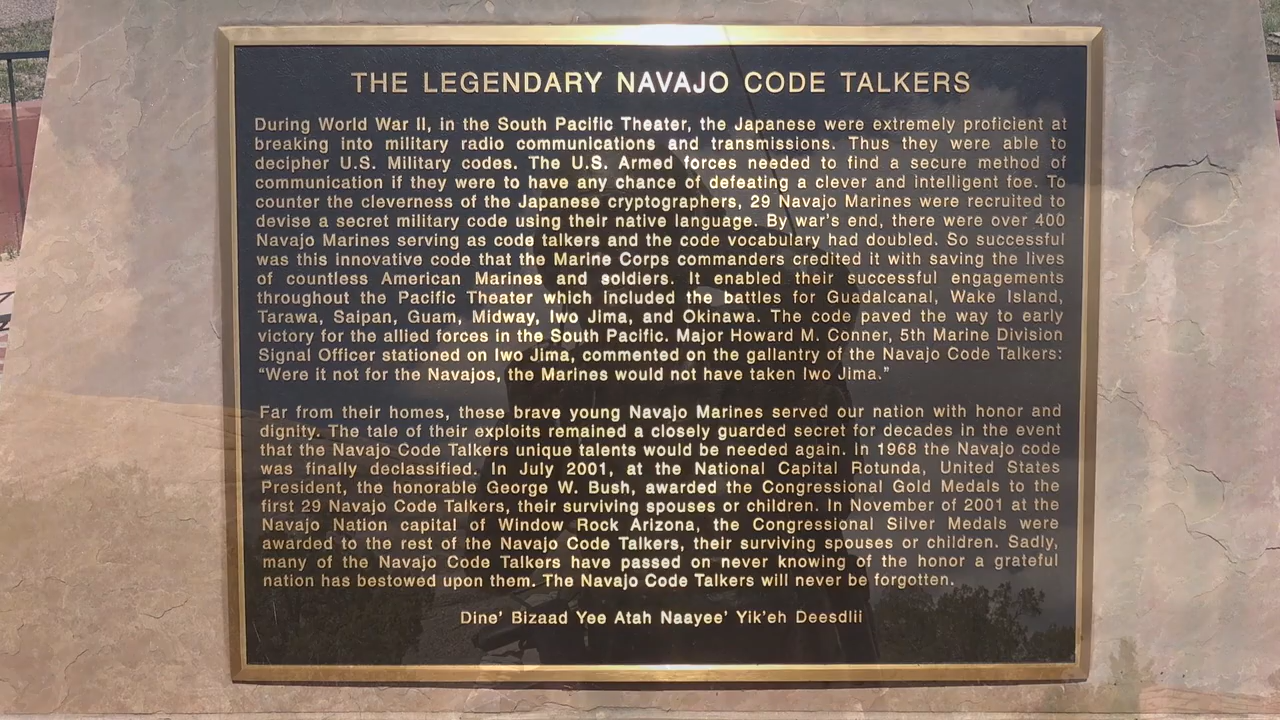 THE LEGENDARY NAVAJO CODE TALKERS
During World War II, in the South Pacific Theater, the Japanese were extremely proficient at
breaking into military radio communications and transmissions. Thus they were able to
decipher U.S. Military codes. The U.S. Armed forces needed to find a secure method of
communication if they were to have any chance of defeating a clever and intelligent foe. To
counter the cleverness of the Japanese cryptographers, 29 Navajo Marines were recruited to
devise a secret military code using their native language. By war's end, there were over 400
Navajo Marines serving as code talkers and the code vocabulary had doubled. So successful
was this innovative code that the Marine Corps commanders credited it with saving the lives
of countless American Marines and soldiers. It enabled their successful engagements
throughout the Pacific Theater which included the battles for Guadalcanal, Wake Island,
Tarawa, Saipan, Guam, Midway, Iwo Jima, and Okinawa. The code paved the way to early
victory for the allied forces in the South Pacific. Major Howard M. Conner, 5th Marine Division
Signal Officer stationed on Iwo Jima, commented on the gallantry of the Navajo Code Talkers:
“Were it not for the Navajos, the Marines would not have taken Iwo Jima.”
Far from their homes, these brave young Navajo Marines served our nation with honor and
dignity. The tale of their exploits remained a closely guarded secret for decades in the event
that the Navajo Code Talkers unique talents would be needed again. In 1968 the Navajo code
was finally declassified. In July 2001, at the National Capital Rotunda, United States
President, the honorable George W. Bush, awarded the Congressional Gold Medals to the
first 29 Navajo Code Talkers, their surviving spouses or children. In November of 2001 at the
Navajo Nation capital of Window Rock Arizona, the Congressional Silver Medals were
awarded to the rest of the Navajo Code Talkers, their surviving spouses or children. Sadly,
many of the Navajo Code Talkers have passed on never knowing of the honor a grateful
nation has bestowed upon them. The Navajo Code Talkers will never be forgotten.
Dine' Bizaad Yee Atah Naayee' Yik'eh Deesdlii